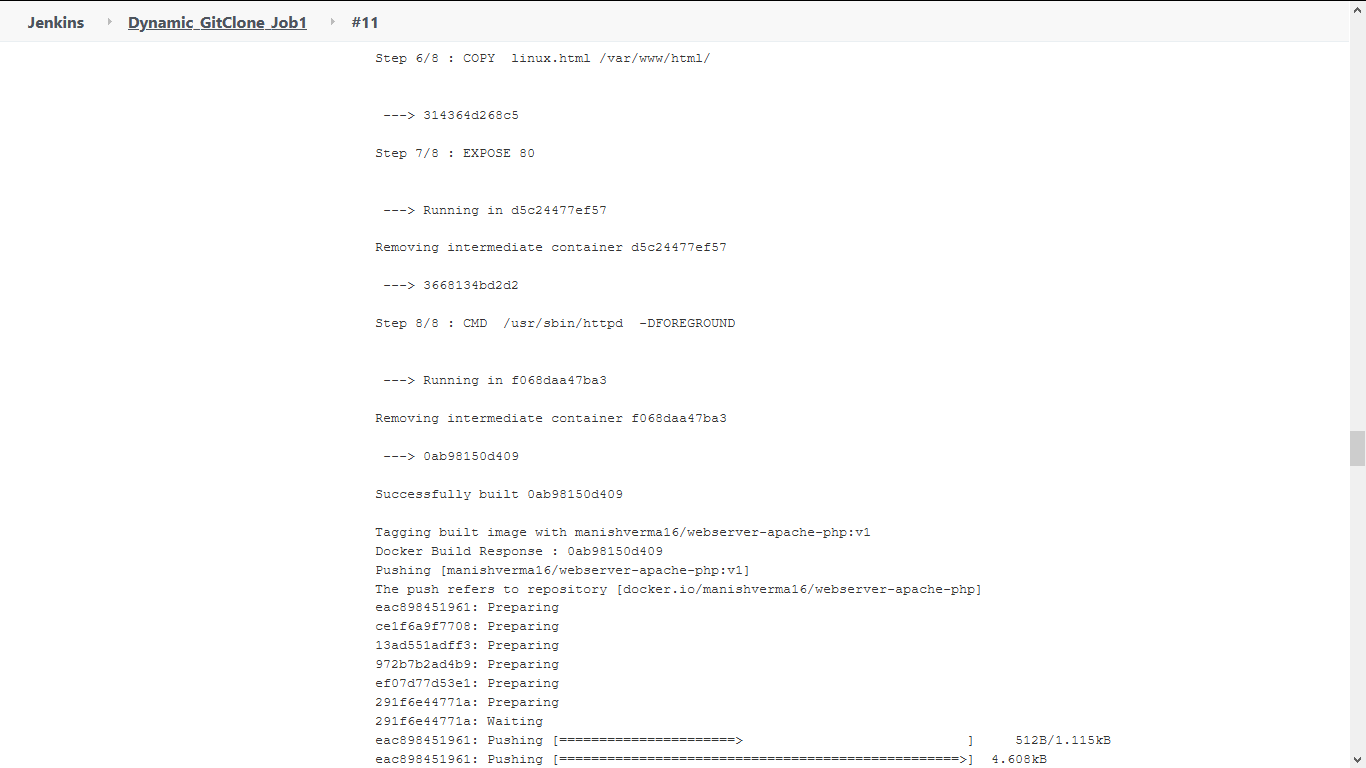 Jenkins Dynamic_GitClone_Job1 #11
Step 6/8 : COPY  linux.html /var/www/html/
 ---> 314364d268c5
Step 7/8 : EXPOSE 80
 ---> Running in d5c24477ef57
Removing intermediate container d5c24477ef57
 ---> 3668134bd2d2
Step 8/8 : CMD  /usr/sbin/httpd  -DFOREGROUND
 ---> Running in f068daa47ba3
Removing intermediate container f068daa47ba3
 ---> 0ab98150d409
Successfully built 0ab98150d409
Tagging built image with manishverma16/webserver-apache-php:v1
Docker Build Response : 0ab98150d409
Pushing [manishverma16/webserver-apache-php:v1]
The push refers to repository [docker.io/manishverma16/webserver-apache-php]
eac898451961: Preparing
ce1f6a9f7708: Preparing
13ad551adff3: Preparing
972b7b2ad4b9: Preparing
ef07d77d53e1: Preparing
291f6e44771a: Preparing
291f6e44771a: Waiting
eac898451961: Pushing [======================>                            ]     512B/1.115kB
eac898451961: Pushing [==================================================>]  4.608kB